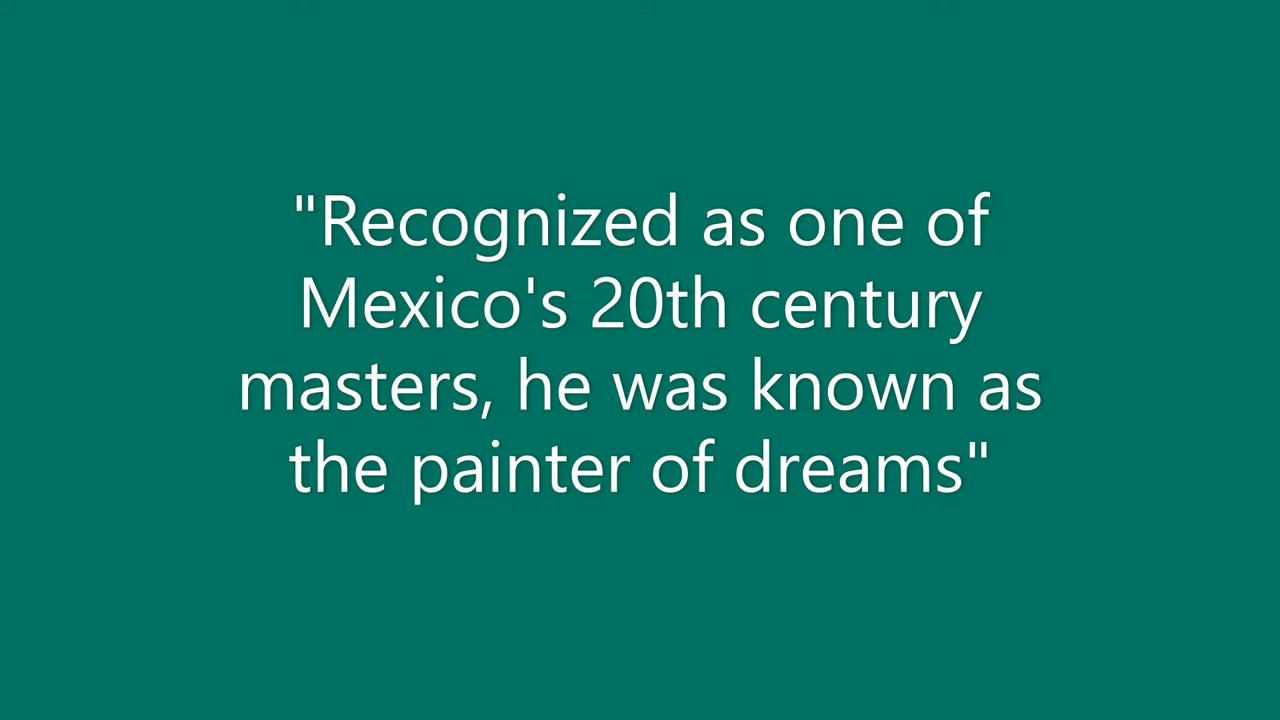 "Recognized as one of
Mexico's 20th century
masters, he was known as
the painter of dreams"